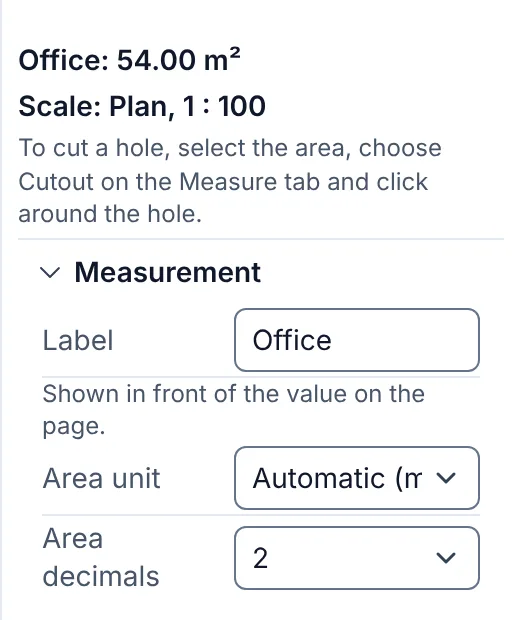 Office: 54.00 m²
Scale: Plan, 1 : 100
To cut a hole, select the area, choose
Cutout on the Measure tab and click
around the hole.
Measurement
Label
Office
Shown in front of the value on the
page.
Area unit
Automatic (m
Area
decimals
2